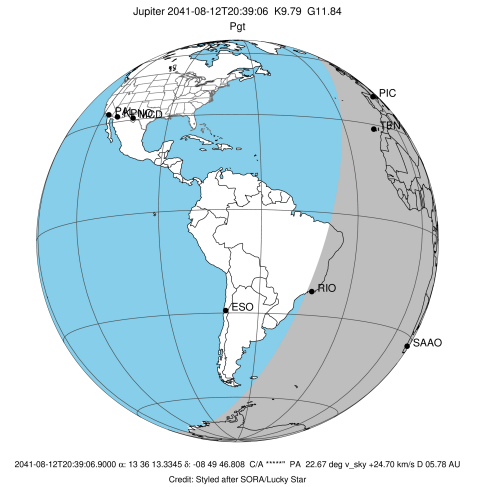 Jupiter 2041-08-12T20:39:06 K9.79 G11.84
Pgt
PIC
TEN
RIO
ESO
SAAO
2041-08-12T20:39:06.9000 α: 13 36 13.3345 δ: -08 49 46.808 C/A *****" PA 22.67 deg v_sky +24.70 km/s D 05.78 AU
Credit: Styled after SORA/Lucky Star